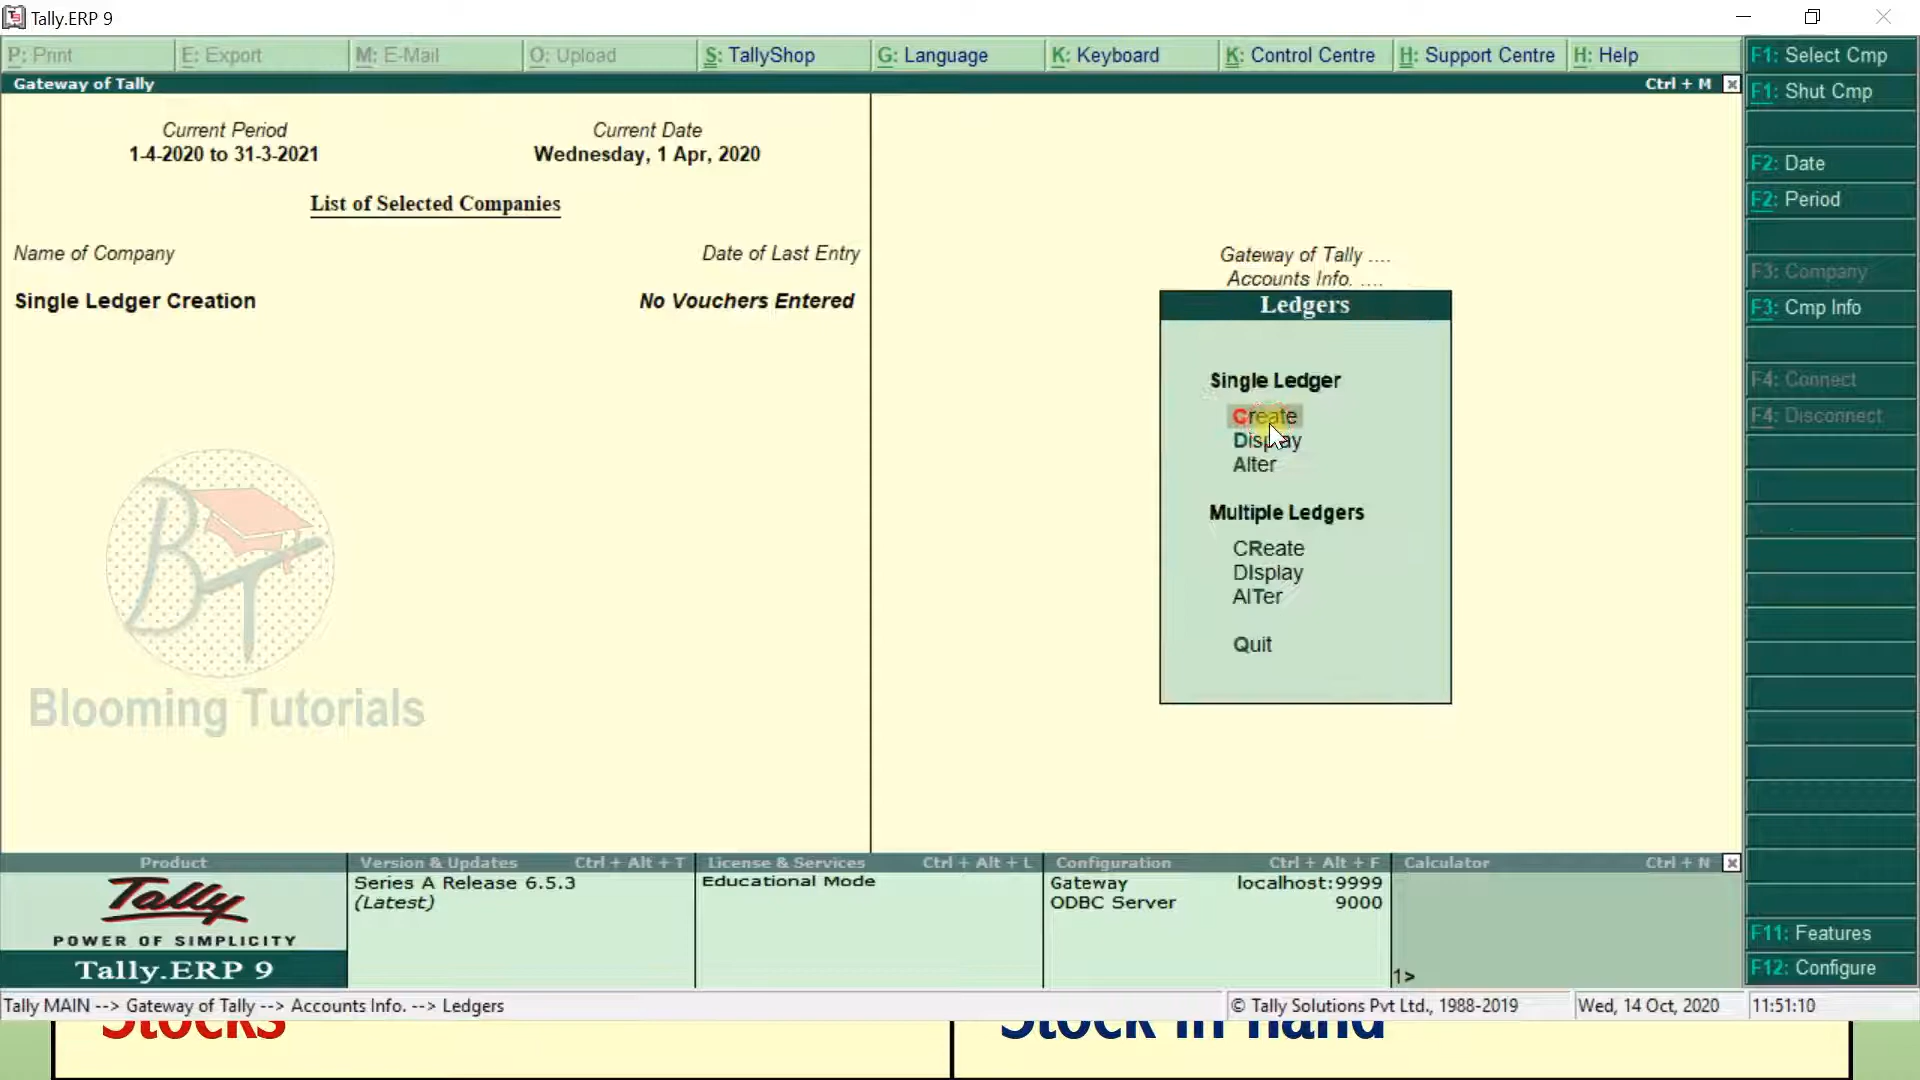 Tally.ERP 9
P: Print
E: Export
M: E-Mail
O: Upload
S: TallyShop
G: Language
K: Keyboard
K: Control Centre
H: Support Centre
H: Help
Gateway of Tally
Ctrl + M
Current Period
1-4-2020 to 31-3-2021
Current Date
Wednesday, 1 Apr, 2020
List of Selected Companies
Name of Company
Date of Last Entry
Single Ledger Creation
No Vouchers Entered
BT
Blooming Tutorials
Gateway of Tally ....
Accounts Info. ....
Ledgers
Single Ledger
Create
Display
Alter
Multiple Ledgers
CReate
DIsplay
AlTer
Quit
F1: Select Cmp
F1: Shut Cmp
F2: Date
F2: Period
F3: Company
F3: Cmp Info
F4: Connect
F4: Disconnect
F11: Features
F12: Configure
Product
Tally
POWER OF SIMPLICITY
Tally.ERP 9
Version & Updates
Ctrl + Alt + T
Series A Release 6.5.3
(Latest)
License & Services
Ctrl + Alt + L
Educational Mode
Configuration
Ctrl + Alt + F
Gateway
localhost:9999
ODBC Server
9000
Calculator
Ctrl + N
1>
Tally MAIN --> Gateway of Tally --> Accounts Info. --> Ledgers
© Tally Solutions Pvt Ltd., 1988-2019
Wed, 14 Oct, 2020
11:51:10
Stocks
Stock in hand